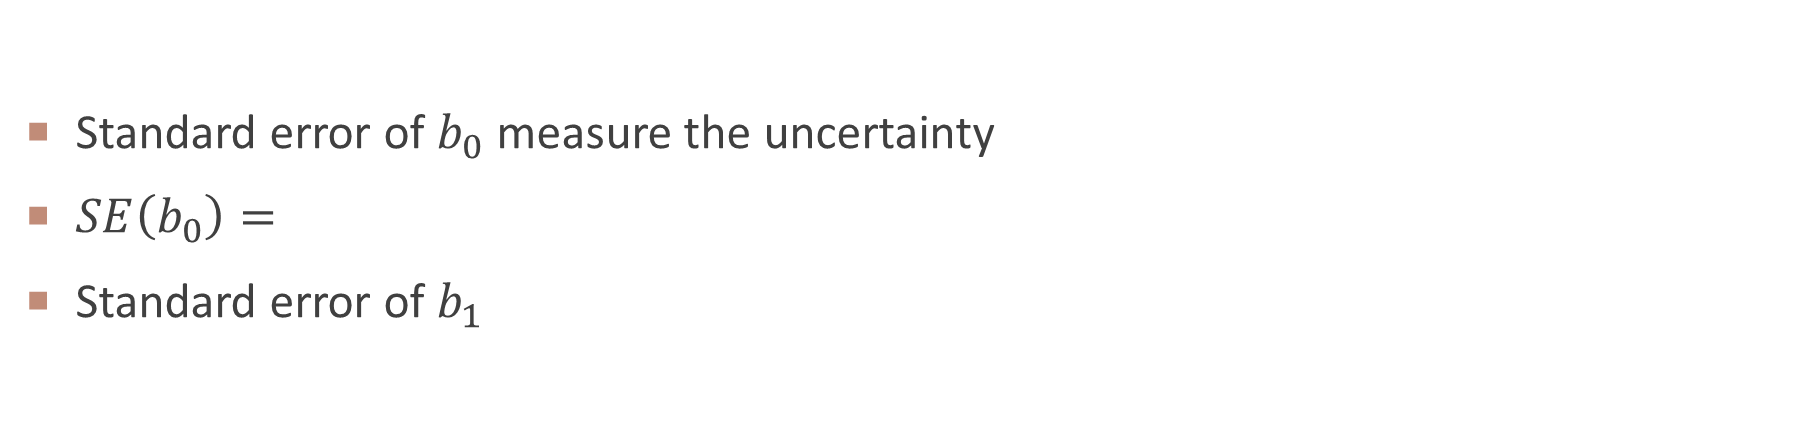 ▪ Standard error of b₀ measure the uncertainty
▪ SE(b₀) =
▪ Standard error of b₁